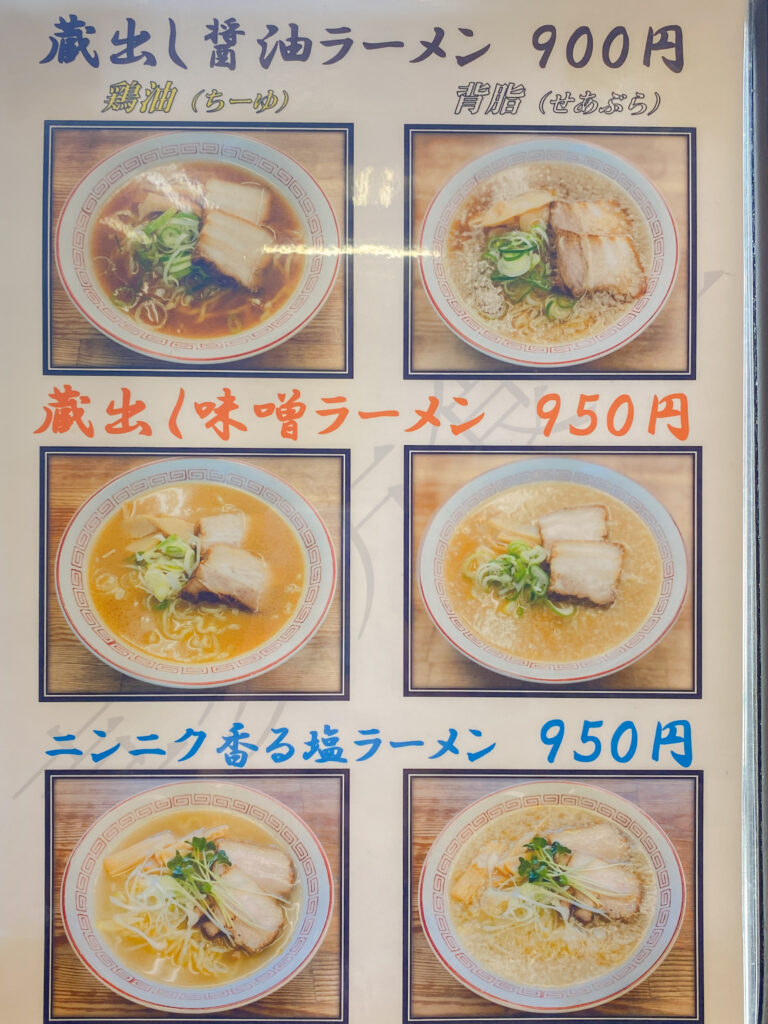 蔵出し醤油ラーメン 900円
鶏油（ちーゆ） 背脂（せあぶら）
蔵出し味噌ラーメン 950円
ニンニク香る塩ラーメン 950円